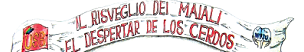 IL RISVEGLIO DEI MAIALI
EL DESPERTAR DE LOS CERDOS